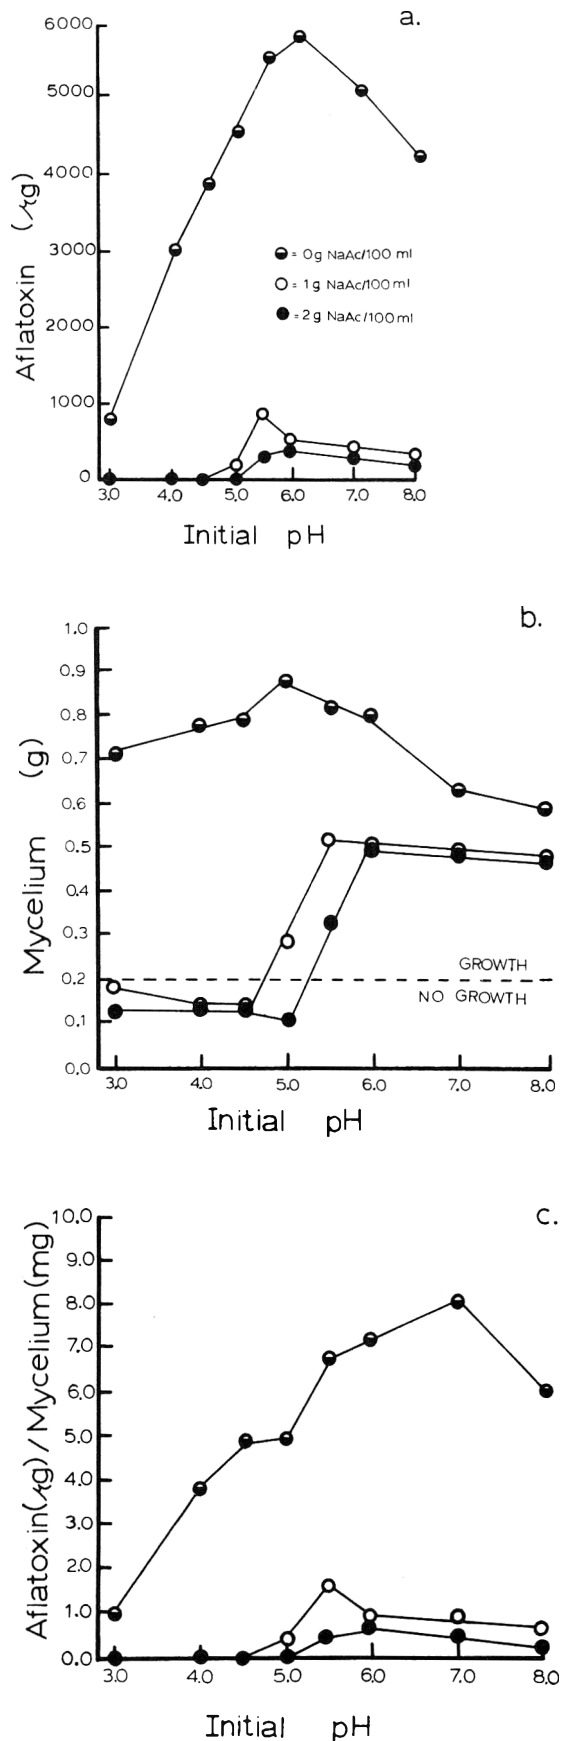 a.
6000
5000
4000
3000
2000
1000
0
Aflatoxin (μg)
= 0g NaAc/100 ml
= 1g NaAc/100ml
= 2g NaAc/100ml
3.0 4.0 5.0 6.0 7.0 8.0
Initial pH
b.
1.0
0.9
0.8
0.7
0.6
0.5
0.4
0.3
0.2
0.1
0.0
Mycelium (g)
GROWTH
NO GROWTH
3.0 4.0 5.0 6.0 7.0 8.0
Initial pH
c.
10.0
9.0
8.0
7.0
6.0
5.0
4.0
3.0
2.0
1.0
0.0
Aflatoxin(μg)/Mycelium(mg)
3.0 4.0 5.0 6.0 7.0 8.0
Initial pH